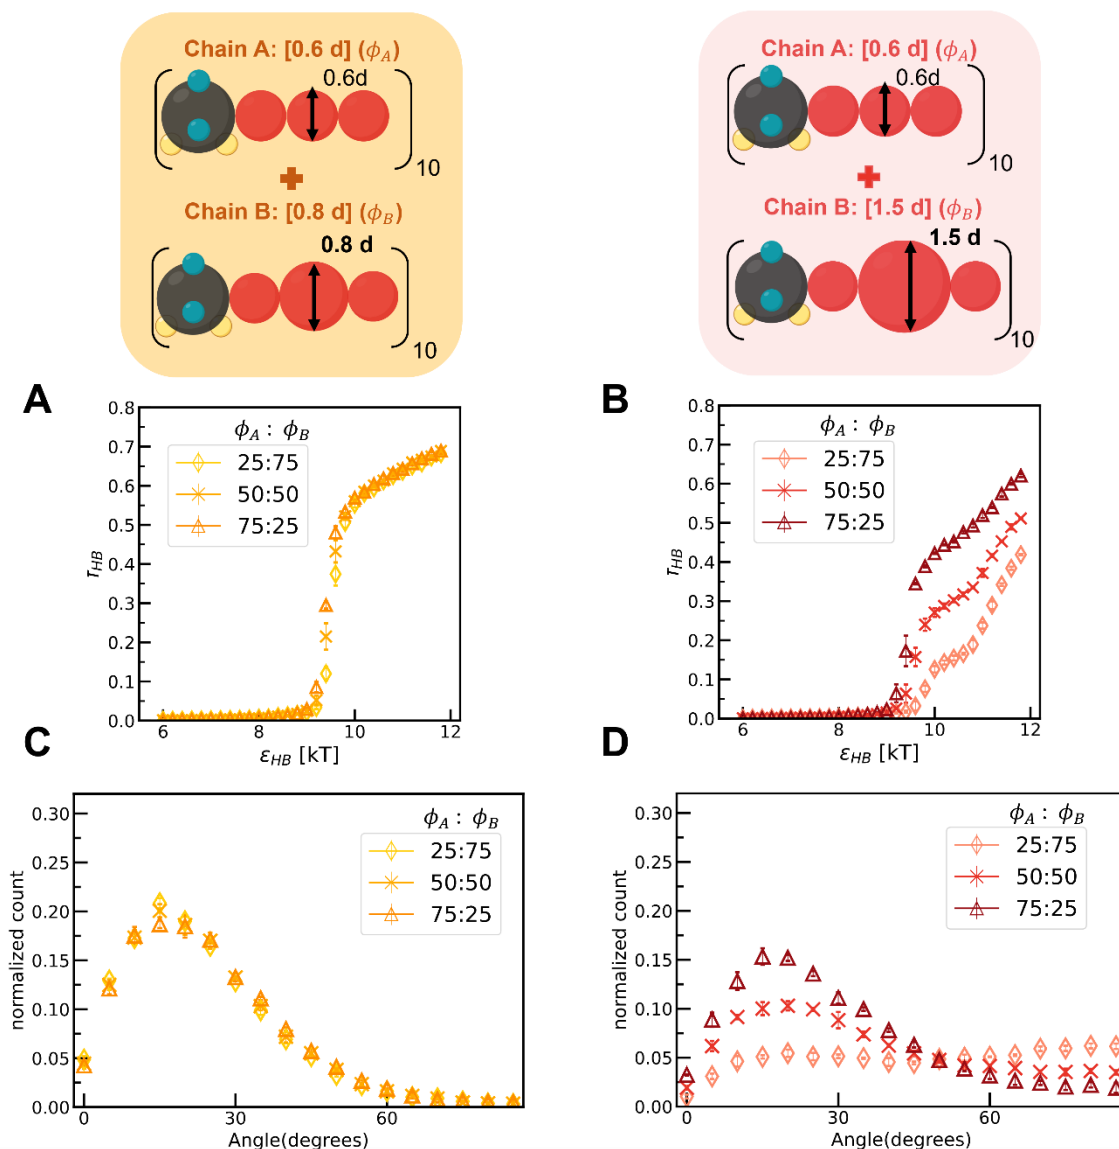 Chain A: [0.6 d] (ϕA)
0.6d
10
Chain B: [0.8 d] (ϕB)
0.8 d
10
Chain A: [0.6 d] (ϕA)
0.6d
10
Chain B: [1.5 d] (ϕB)
1.5 d
10
A
0.8
0.7
0.6
0.5
0.4
0.3
0.2
0.1
0.0
rHB
ϕA : ϕB
25:75
50:50
75:25
6 8 10 12
εHB [kT]
B
0.8
0.7
0.6
0.5
0.4
0.3
0.2
0.1
0.0
rHB
ϕA : ϕB
25:75
50:50
75:25
6 8 10 12
εHB [kT]
C
0.30
0.25
0.20
0.15
0.10
0.05
0.00
normalized count
ϕA : ϕB
25:75
50:50
75:25
0 30 60
Angle(degrees)
D
0.30
0.25
0.20
0.15
0.10
0.05
0.00
normalized count
ϕA : ϕB
25:75
50:50
75:25
0 30 60
Angle(degrees)